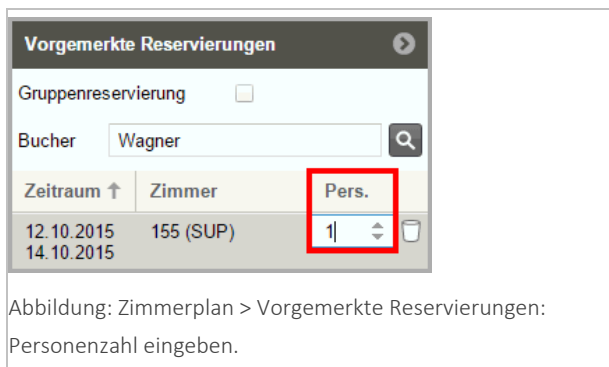 Vorgemerkte Reservierungen
Gruppenreservierung
Bucher Wagner
Zeitraum ↑ Zimmer Pers.
12.10.2015 155 (SUP) 1
14.10.2015
Abbildung: Zimmerplan > Vorgemerkte Reservierungen:
Personenzahl eingeben.